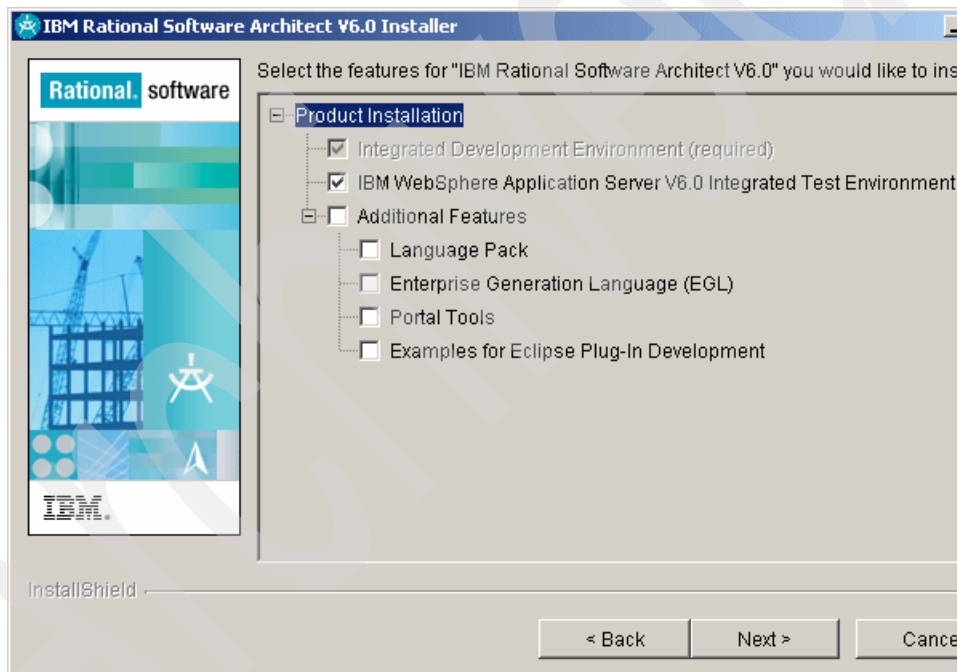 IBM Rational Software Architect V6.0 Installer
Rational. software
Select the features for "IBM Rational Software Architect V6.0" you would like to ins
Product Installation
Integrated Development Environment (required)
IBM WebSphere Application Server V6.0 Integrated Test Environment
Additional Features
Language Pack
Enterprise Generation Language (EGL)
Portal Tools
Examples for Eclipse Plug-In Development
IBM.
InstallShield
< Back
Next >
Cance